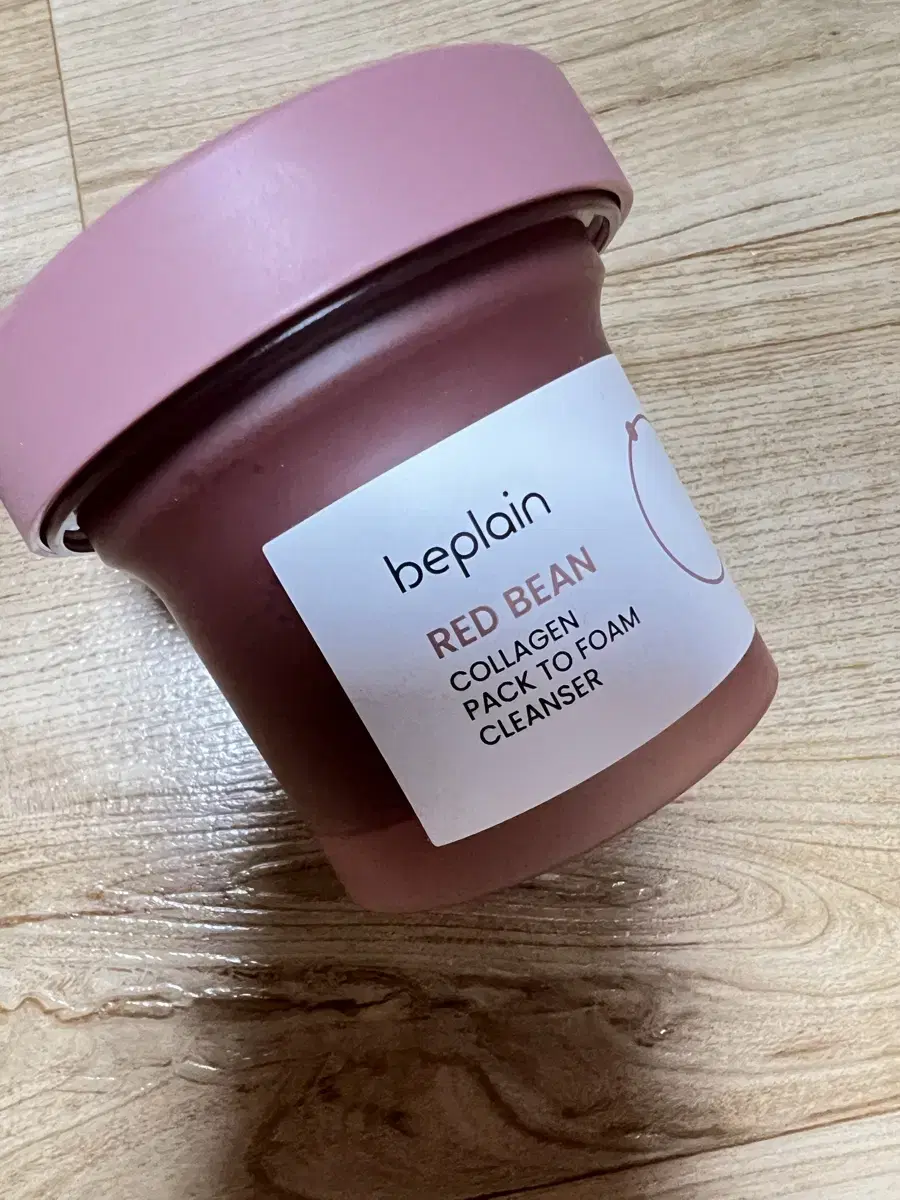 beplain
RED BEAN
COLLAGEN
PACK TO FOAM
CLEANSER